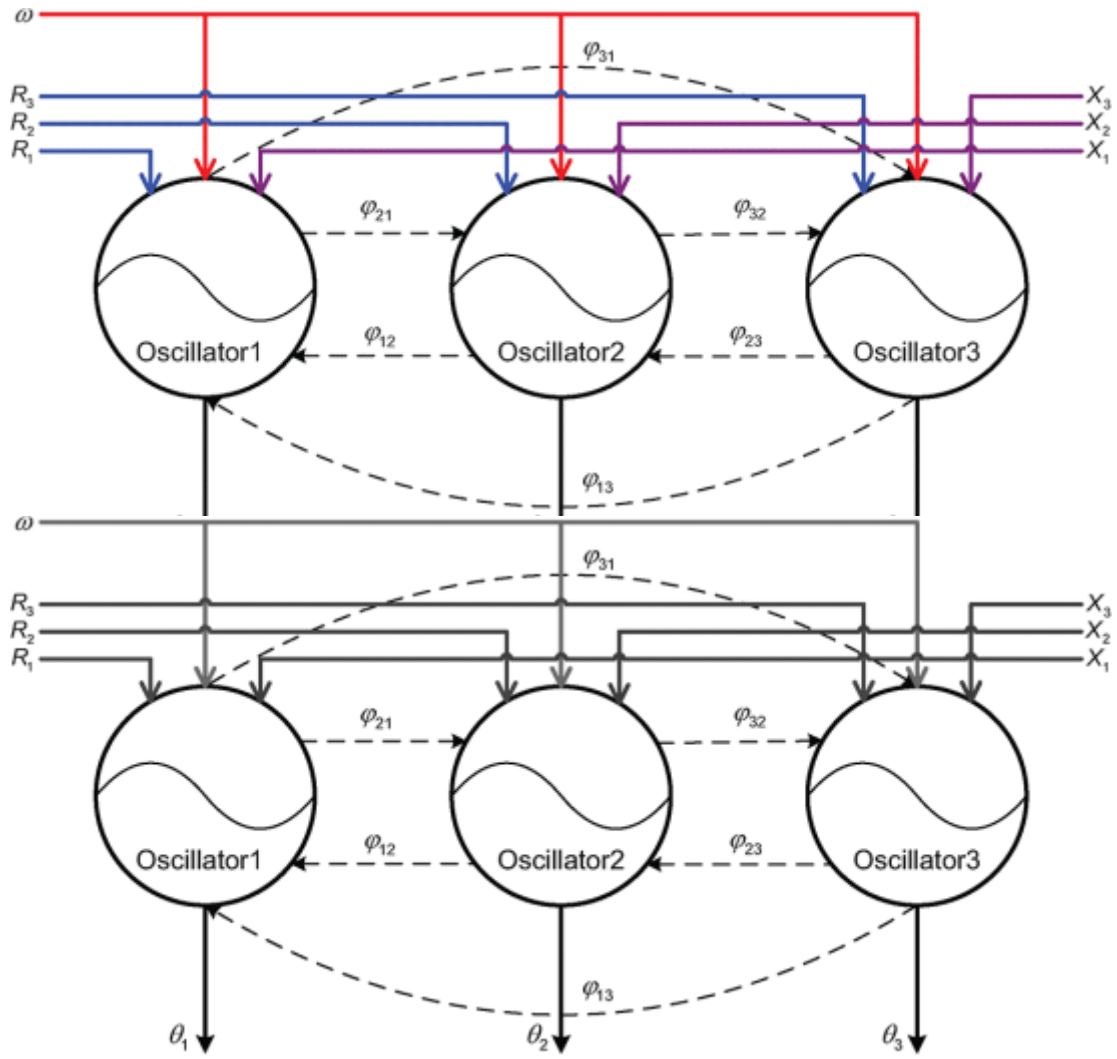 ω
φ31
R3 X3
R2 X2
R1 X1
φ21 φ32
Oscillator1 φ12 Oscillator2 φ23 Oscillator3
φ13
ω
φ31
R3 X3
R2 X2
R1 X1
φ21 φ32
Oscillator1 φ12 Oscillator2 φ23 Oscillator3
φ13
θ1 θ2 θ3